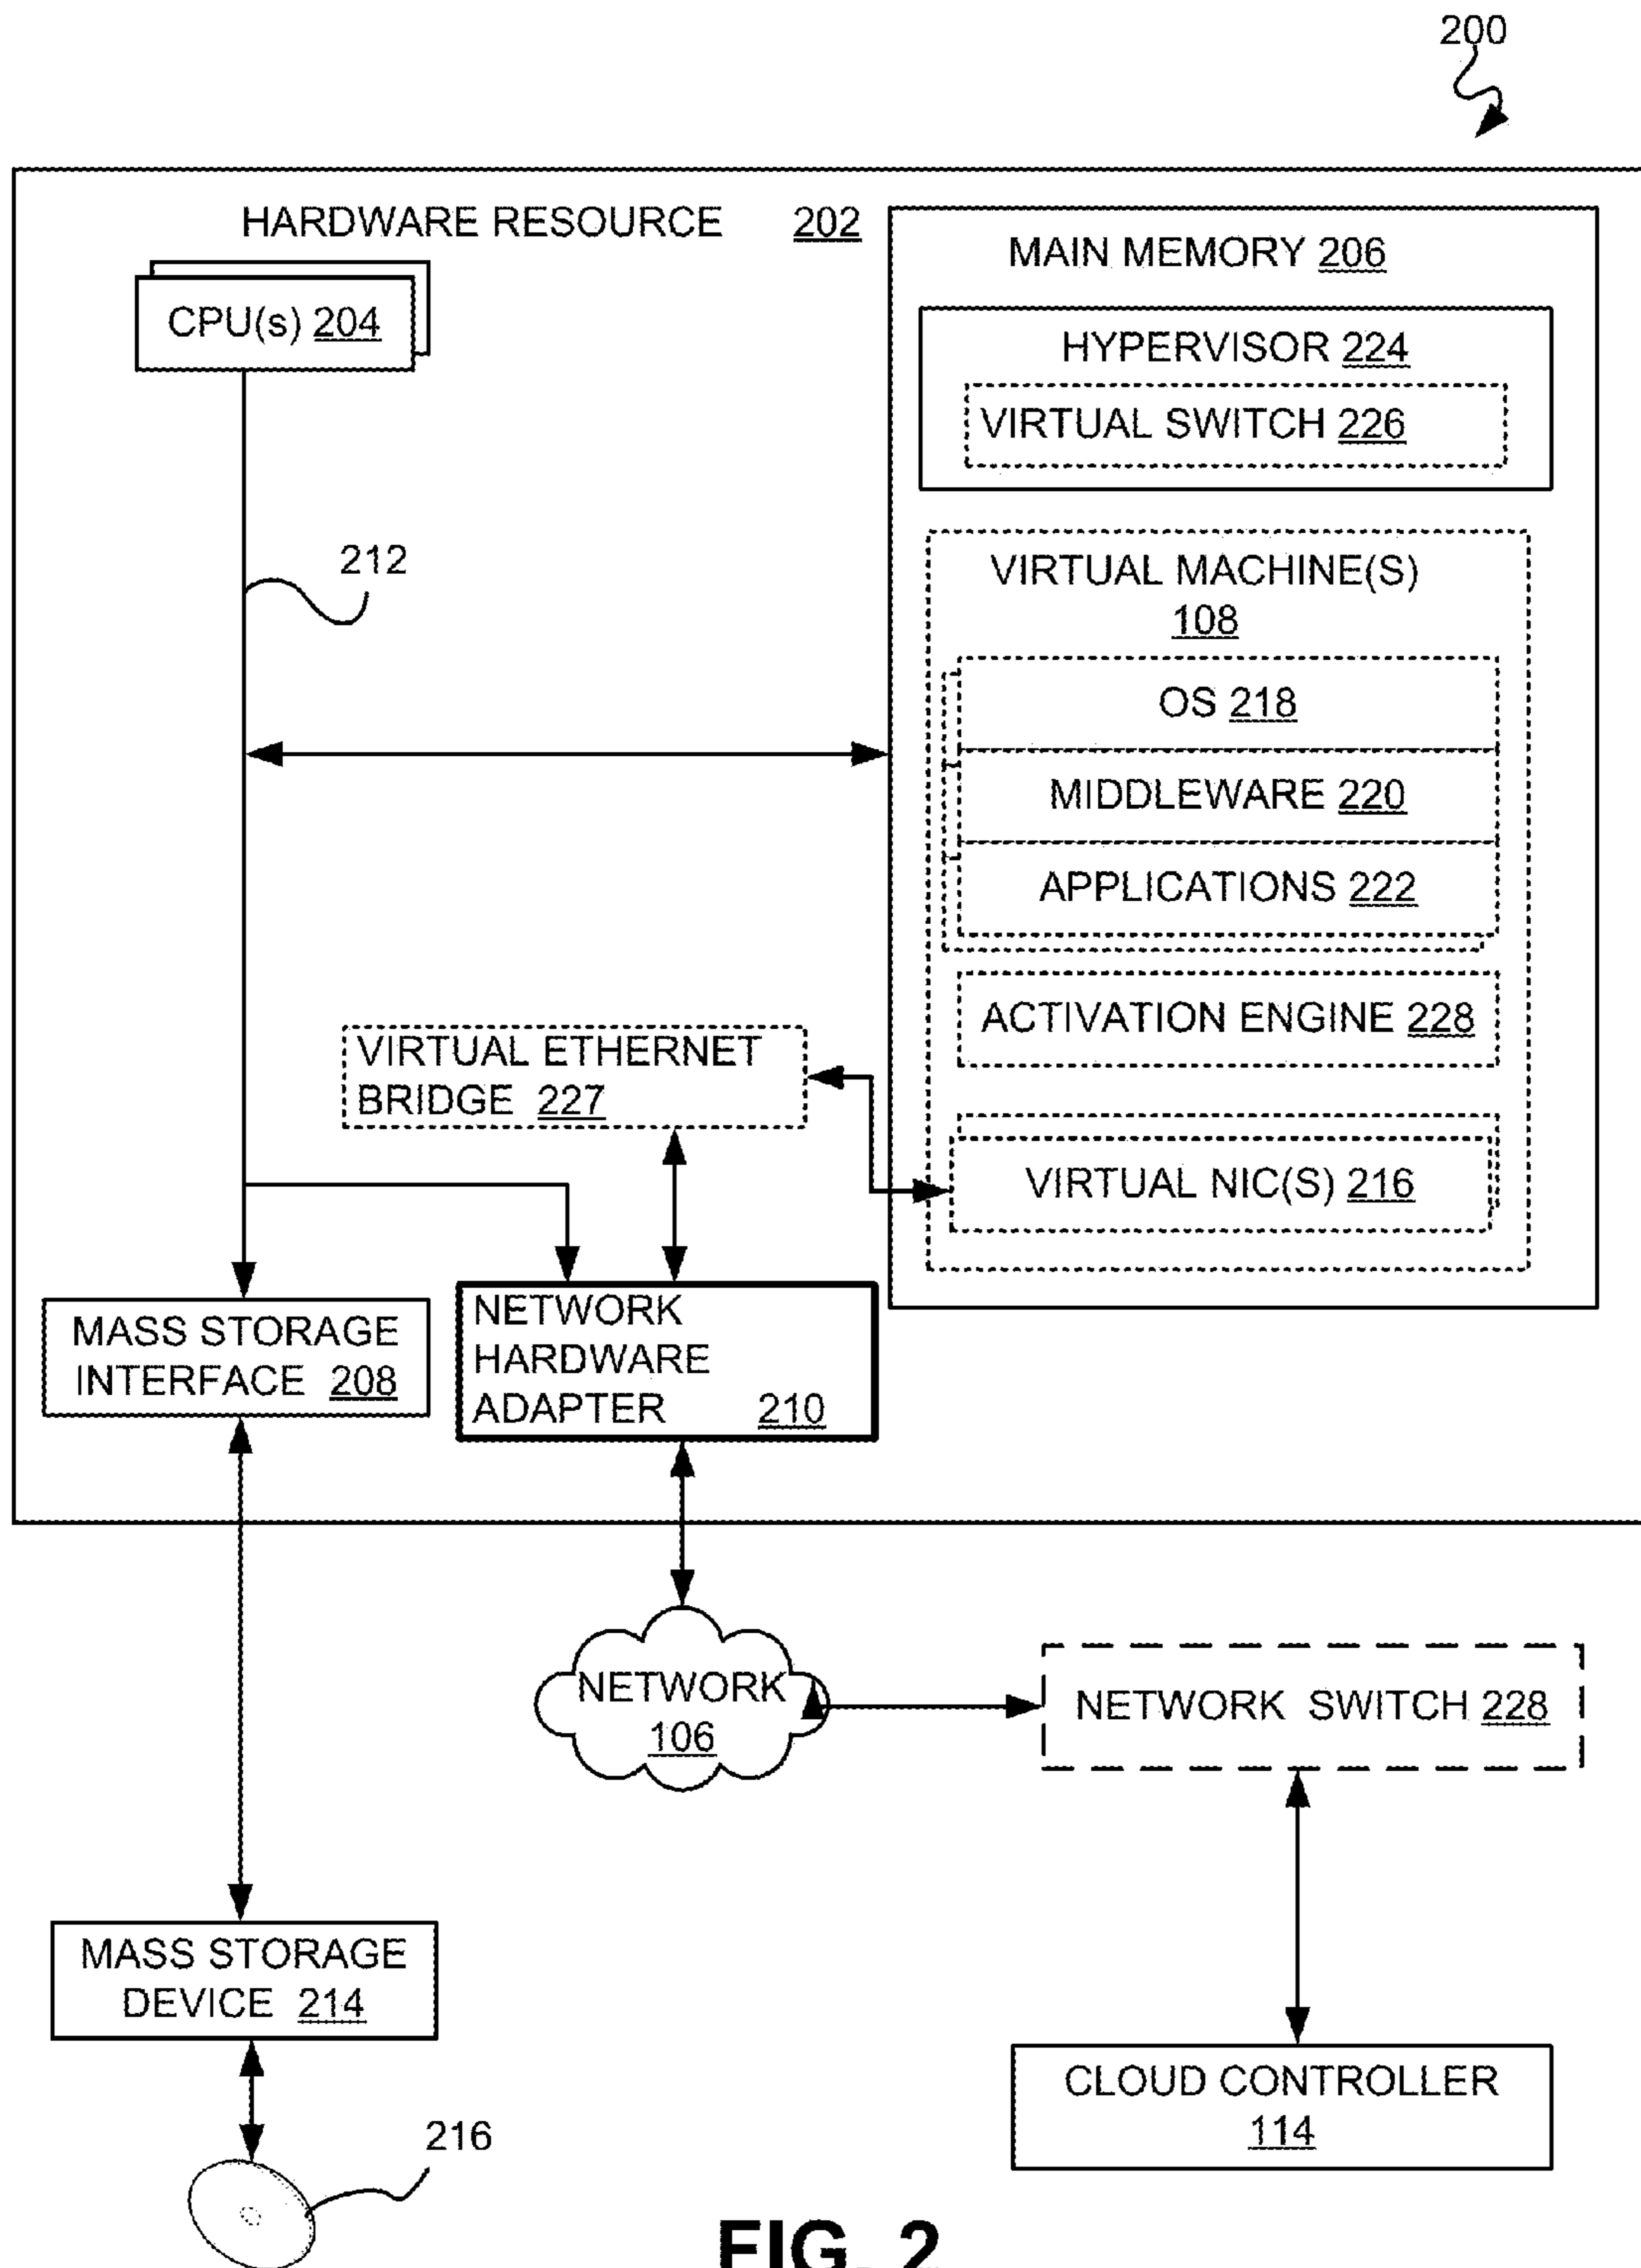 200
HARDWARE RESOURCE 202
MAIN MEMORY 206
CPU(s) 204
HYPERVISOR 224
VIRTUAL SWITCH 226
212
VIRTUAL MACHINE(S)
108
OS 218
MIDDLEWARE 220
APPLICATIONS 222
ACTIVATION ENGINE 228
VIRTUAL ETHERNET
BRIDGE 227
VIRTUAL NIC(S) 216
MASS STORAGE
INTERFACE 208
NETWORK
HARDWARE
ADAPTER 210
NETWORK
106
NETWORK SWITCH 228
MASS STORAGE
DEVICE 214
CLOUD CONTROLLER
114
216
FIG. 2